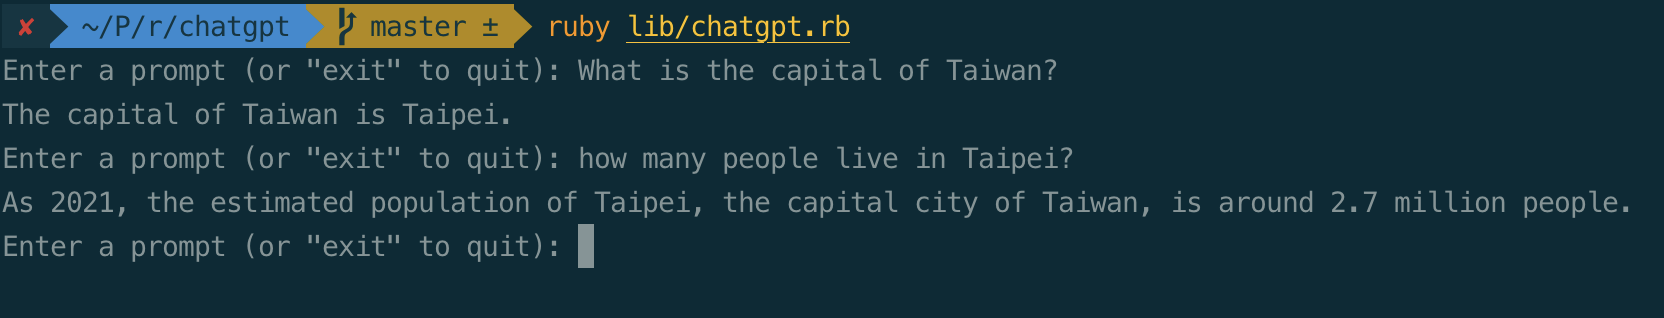 ✘ ~/P/r/chatgpt master ± ruby lib/chatgpt.rb
Enter a prompt (or "exit" to quit): What is the capital of Taiwan?
The capital of Taiwan is Taipei.
Enter a prompt (or "exit" to quit): how many people live in Taipei?
As 2021, the estimated population of Taipei, the capital city of Taiwan, is around 2.7 million people.
Enter a prompt (or "exit" to quit):